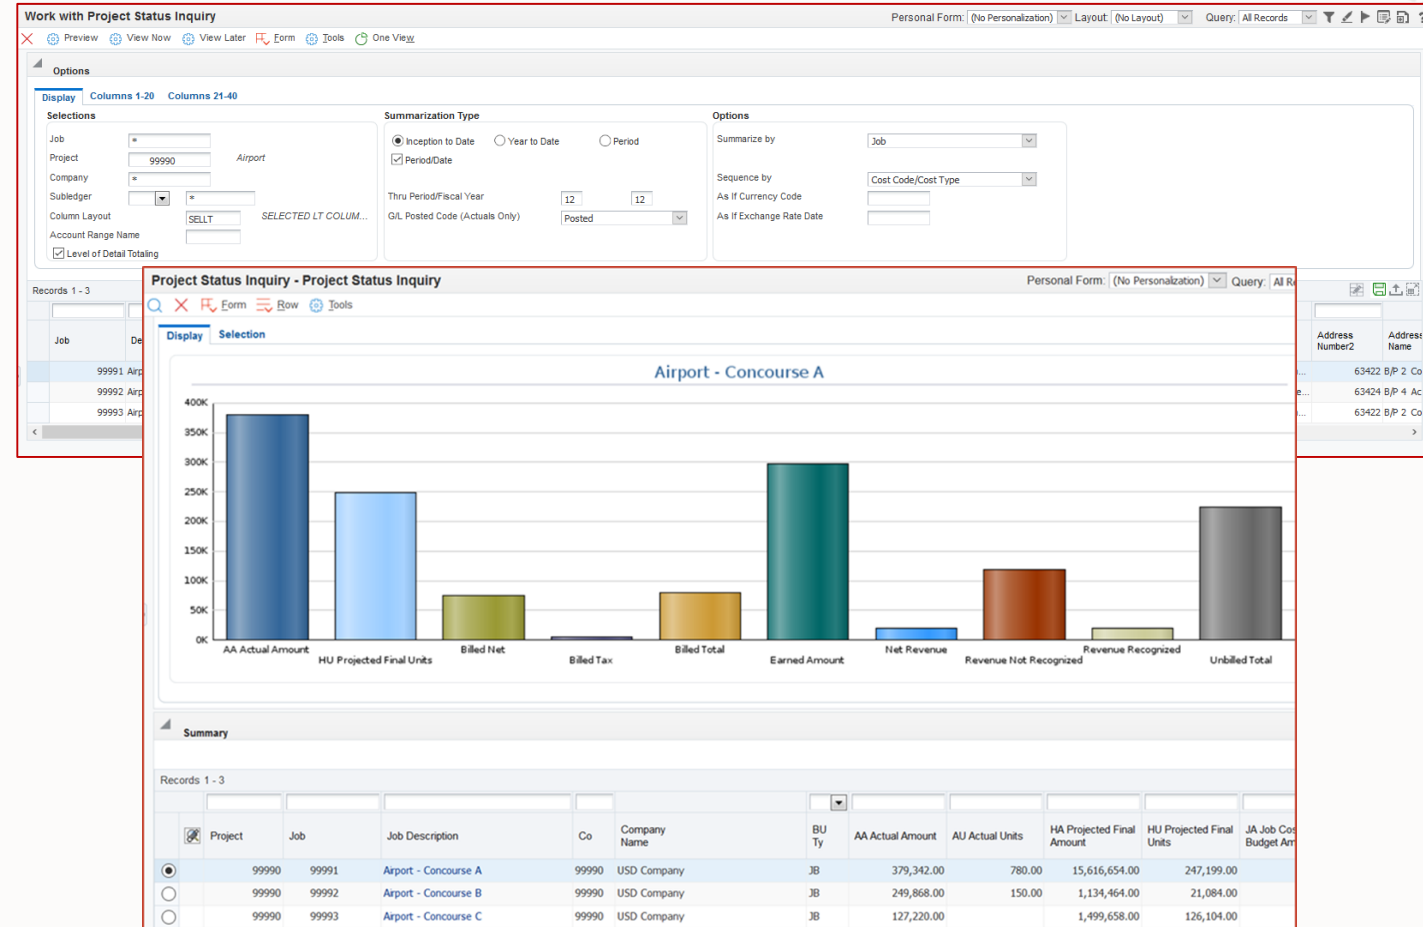 Work with Project Status Inquiry
Personal Form: (No Personalization) Layout: (No Layout) Query: All Records
Preview View Now View Later Form Tools One View
Options
Display Columns 1-20 Columns 21-40
Selections Summarization Type Options
Job * Inception to Date Year to Date Period Summarize by Job
Project 99990 Airport Period/Date
Company * Sequence by Cost Code/Cost Type
Subledger * Thru Period/Fiscal Year 12 12 As If Currency Code
Column Layout SELLT SELECTED LT COLUM... G/L Posted Code (Actuals Only) Posted As If Exchange Rate Date
Account Range Name
Level of Detail Totaling
Records 1 - 3
Job De
Address Number2 Address Name
99991 Airp ... 63422 B/P 2 Co
99992 Airp e... 63424 B/P 4 Ac
99993 Airp ... 63422 B/P 2 Co
Project Status Inquiry - Project Status Inquiry
Personal Form: (No Personalization) Query: All Re
Form Row Tools
Display Selection
Airport - Concourse A
400K
350K
300K
250K
200K
150K
100K
50K
0K
AA Actual Amount HU Projected Final Units Billed Net Billed Tax Billed Total Earned Amount Net Revenue Revenue Not Recognized Revenue Recognized Unbilled Total
Summary
Records 1 - 3
Project Job Job Description Co Company Name BU Ty AA Actual Amount AU Actual Units HA Projected Final Amount HU Projected Final Units JA Job Cos Budget Am
99990 99991 Airport - Concourse A 99990 USD Company JB 379,342.00 780.00 15,616,654.00 247,199.00
99990 99992 Airport - Concourse B 99990 USD Company JB 249,868.00 150.00 1,134,464.00 21,084.00
99990 99993 Airport - Concourse C 99990 USD Company JB 127,220.00 1,499,658.00 126,104.00